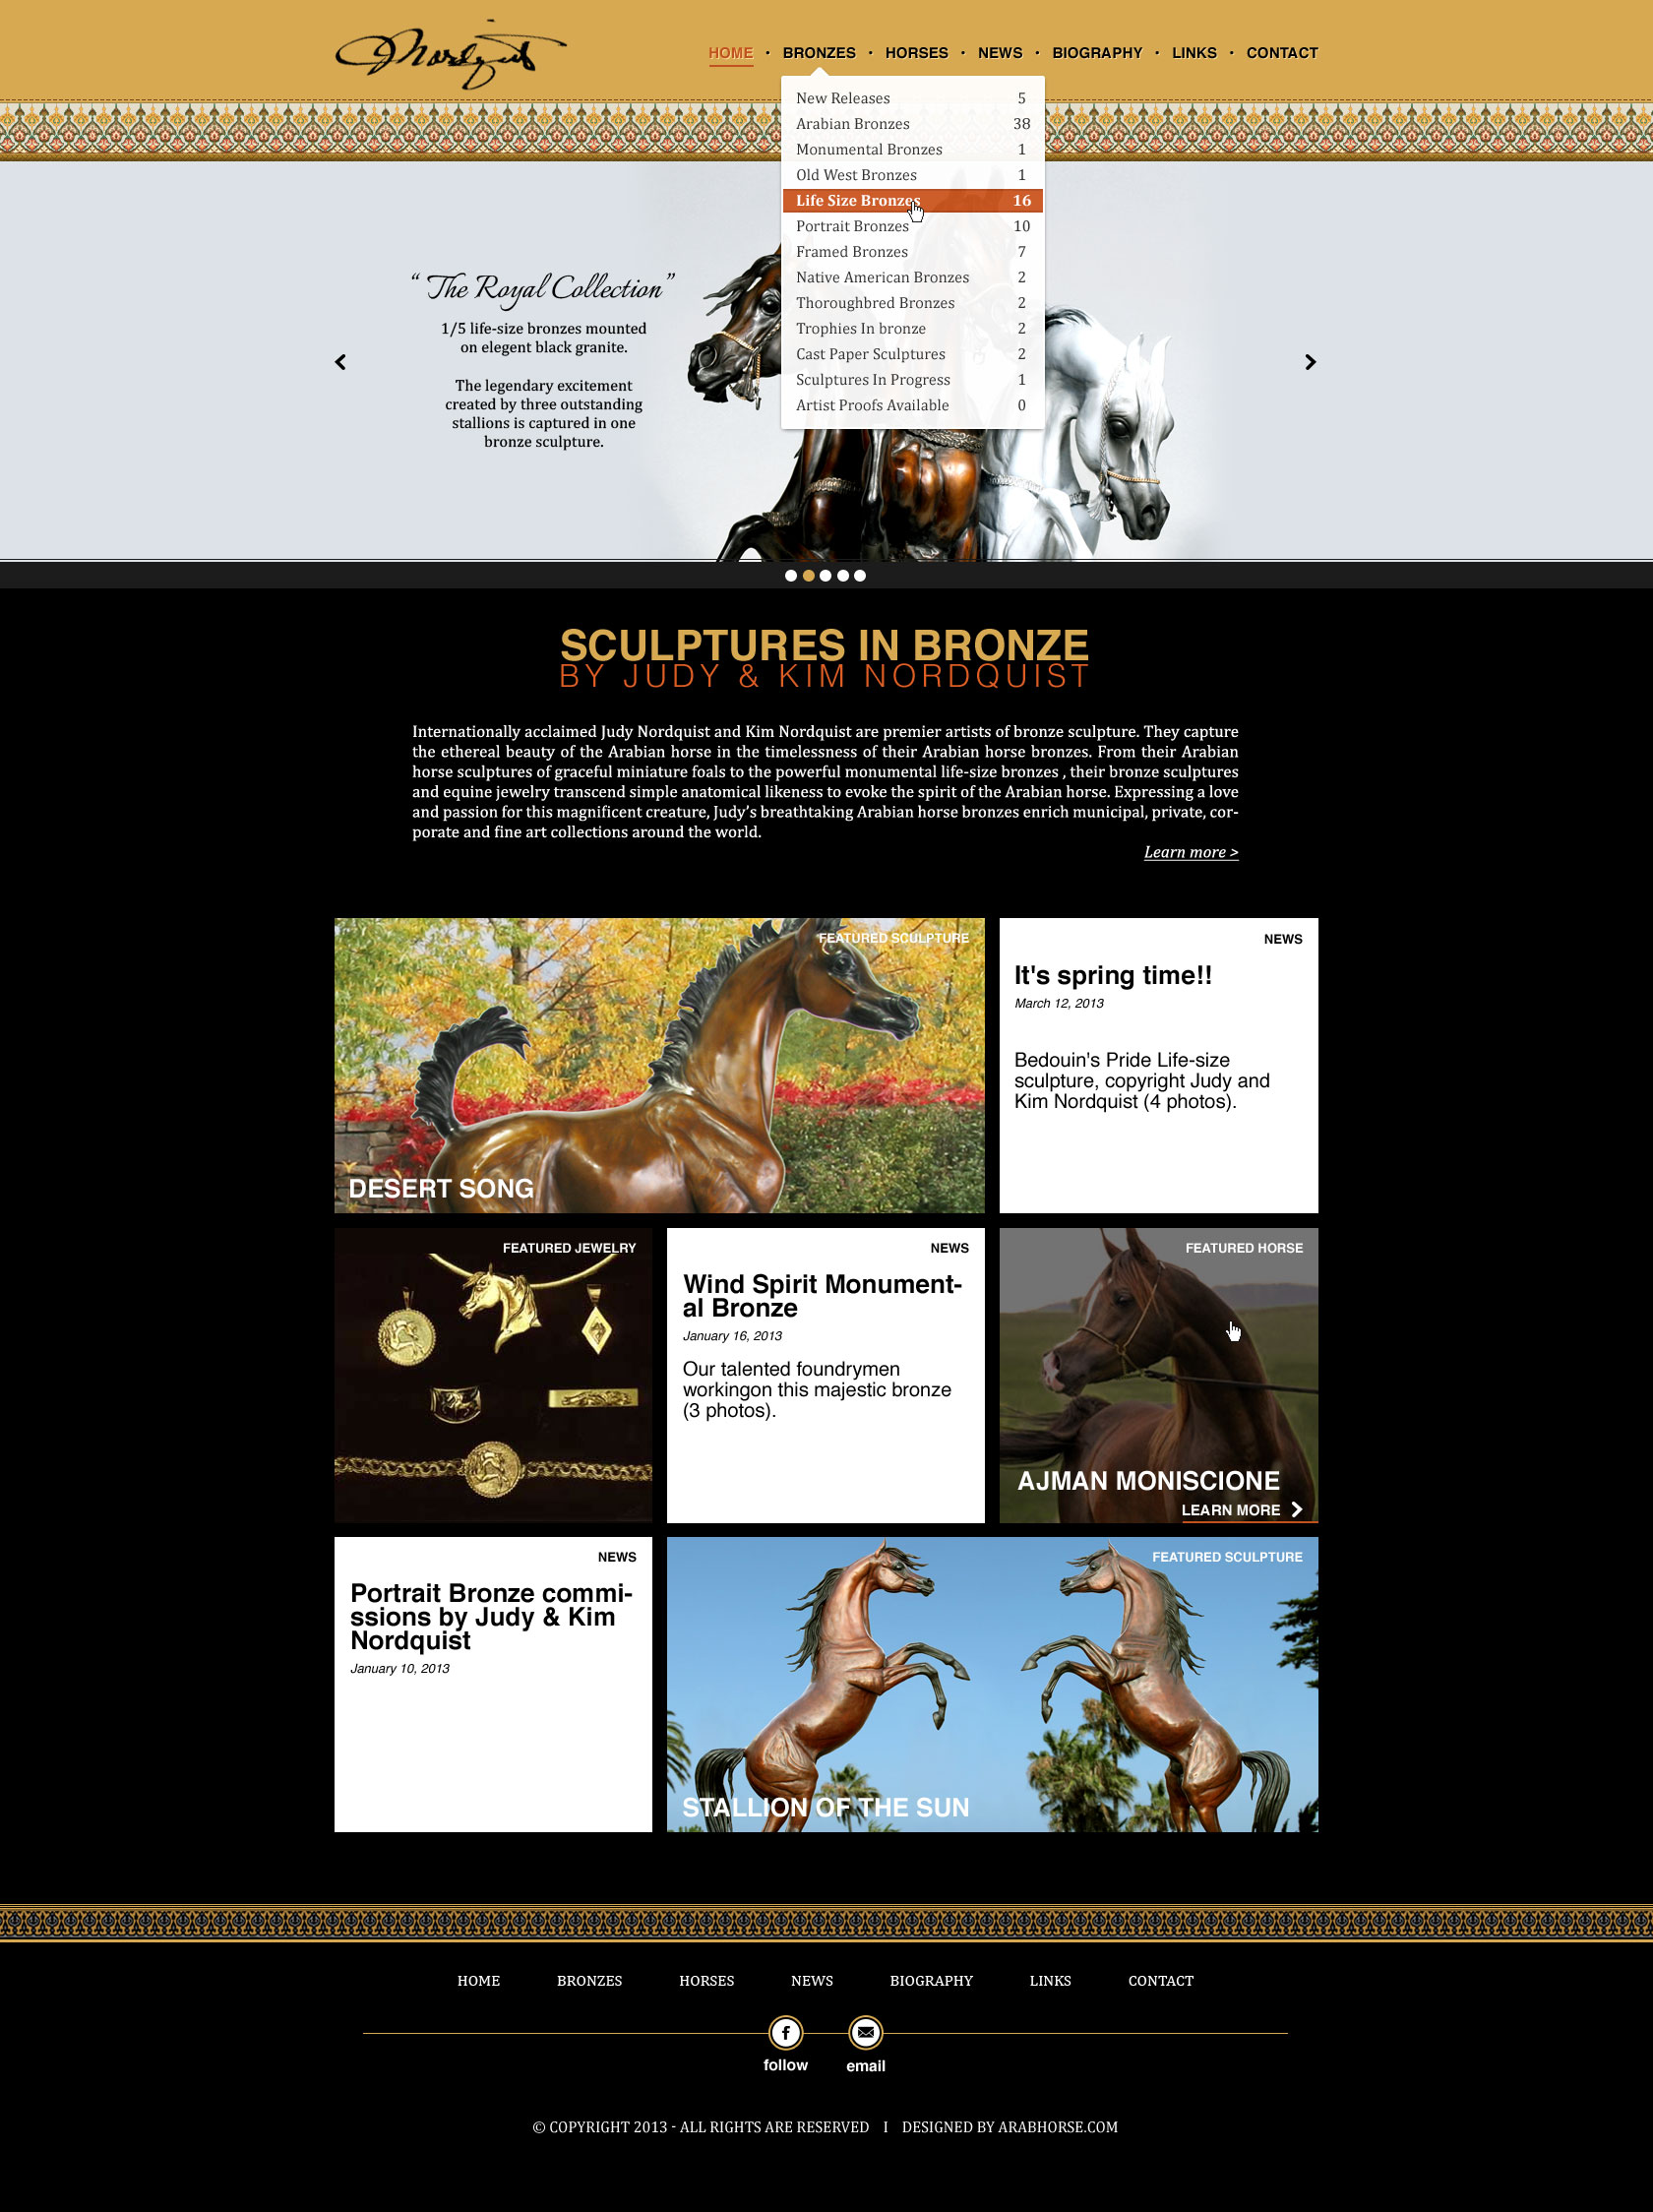 Nordquist
HOME • BRONZES • HORSES • NEWS • BIOGRAPHY • LINKS • CONTACT
New Releases 5
Arabian Bronzes 38
Monumental Bronzes 1
Old West Bronzes 1
Life Size Bronzes 16
Portrait Bronzes 10
Framed Bronzes 7
Native American Bronzes 2
Thoroughbred Bronzes 2
Trophies In bronze 2
Cast Paper Sculptures 2
Sculptures In Progress 1
Artist Proofs Available 0
“ The Royal Collection ”
1/5 life-size bronzes mounted
on elegent black granite.
The legendary excitement
created by three outstanding
stallions is captured in one
bronze sculpture.
SCULPTURES IN BRONZE
BY JUDY & KIM NORDQUIST
Internationally acclaimed Judy Nordquist and Kim Nordquist are premier artists of bronze sculpture. They capture
the ethereal beauty of the Arabian horse in the timelessness of their Arabian horse bronzes. From their Arabian
horse sculptures of graceful miniature foals to the powerful monumental life-size bronzes , their bronze sculptures
and equine jewelry transcend simple anatomical likeness to evoke the spirit of the Arabian horse. Expressing a love
and passion for this magnificent creature, Judy’s breathtaking Arabian horse bronzes enrich municipal, private, cor-
porate and fine art collections around the world.
Learn more >
FEATURED SCULPTURE
DESERT SONG
NEWS
It's spring time!!
March 12, 2013
Bedouin's Pride Life-size
sculpture, copyright Judy and
Kim Nordquist (4 photos).
FEATURED JEWELRY
NEWS
Wind Spirit Monument-
al Bronze
January 16, 2013
Our talented foundrymen
workingon this majestic bronze
(3 photos).
FEATURED HORSE
AJMAN MONISCIONE
LEARN MORE
NEWS
Portrait Bronze commi-
ssions by Judy & Kim
Nordquist
January 10, 2013
FEATURED SCULPTURE
STALLION OF THE SUN
HOME BRONZES HORSES NEWS BIOGRAPHY LINKS CONTACT
follow email
© COPYRIGHT 2013 - ALL RIGHTS ARE RESERVED I DESIGNED BY ARABHORSE.COM